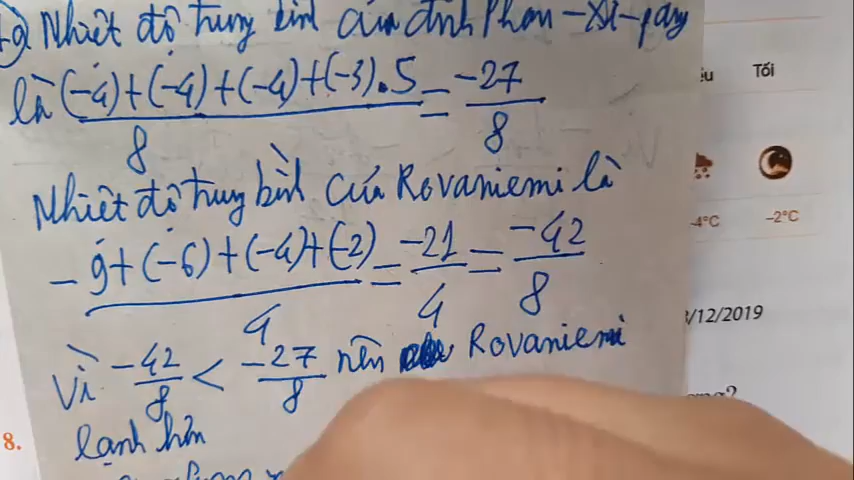 a) Nhiệt độ trung bình của đỉnh Phan-xi-păng
là (-4)+(-4)+(-4)+(-3).5 = -27
8 8
Nhiệt độ trung bình của Rovaniemi là
-9+(-6)+(-4)+(-2) = -21 = -42
4 4 8
Vì -42/8 < -27/8 nên Rovaniemi
lạnh hơn
Tối
-4°C -2°C
/12/2019
8.